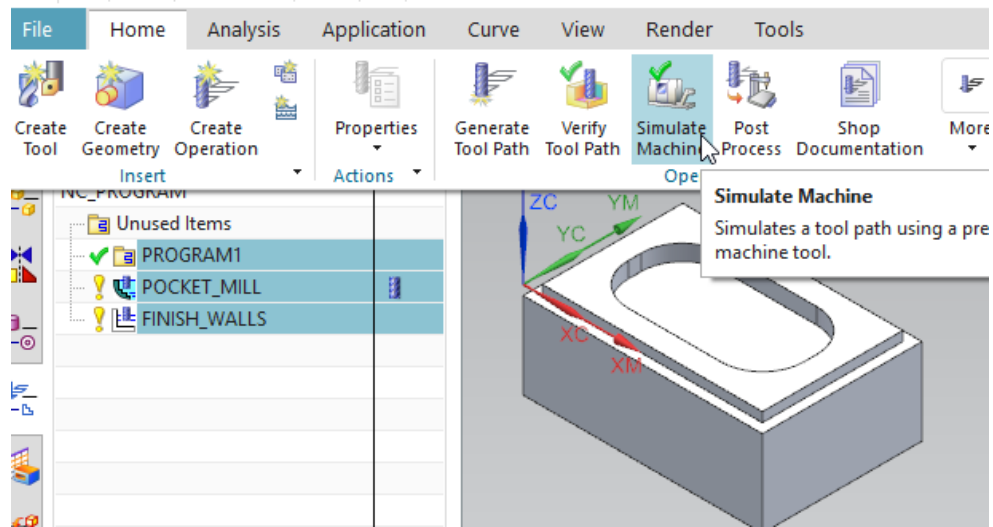 File Home Analysis Application Curve View Render Tools
Create Tool
Create Geometry
Create Operation
Properties
Generate Tool Path
Verify Tool Path
Simulate Machine
Post Process
Shop Documentation
More
Insert
Actions
Ope
Simulate Machine
Simulates a tool path using a pre
machine tool.
NC_PROGRAM
Unused Items
PROGRAM1
POCKET_MILL
FINISH_WALLS
ZC
YM
YC
XC
XM